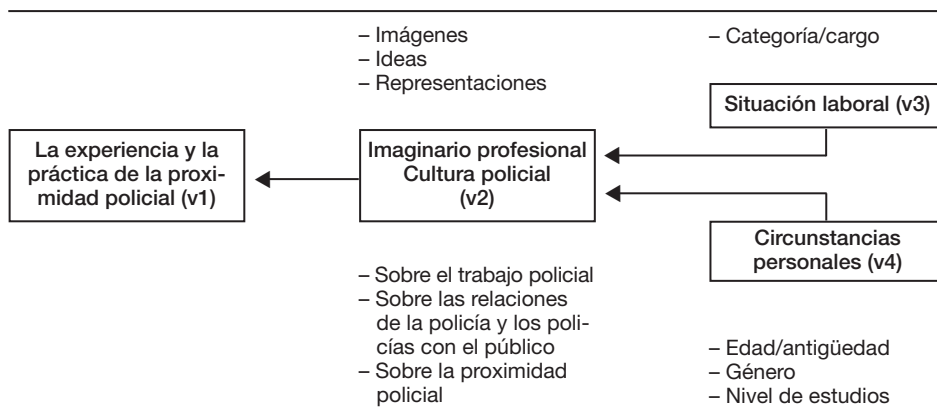 – Imágenes
– Ideas
– Representaciones
– Categoría/cargo
Situación laboral (v3)
La experiencia y la
práctica de la proxi-
midad policial (v1)
Imaginario profesional
Cultura policial
(v2)
Circunstancias
personales (v4)
– Sobre el trabajo policial
– Sobre las relaciones
de la policía y los poli-
cías con el público
– Sobre la proximidad
policial
– Edad/antigüedad
– Género
– Nivel de estudios